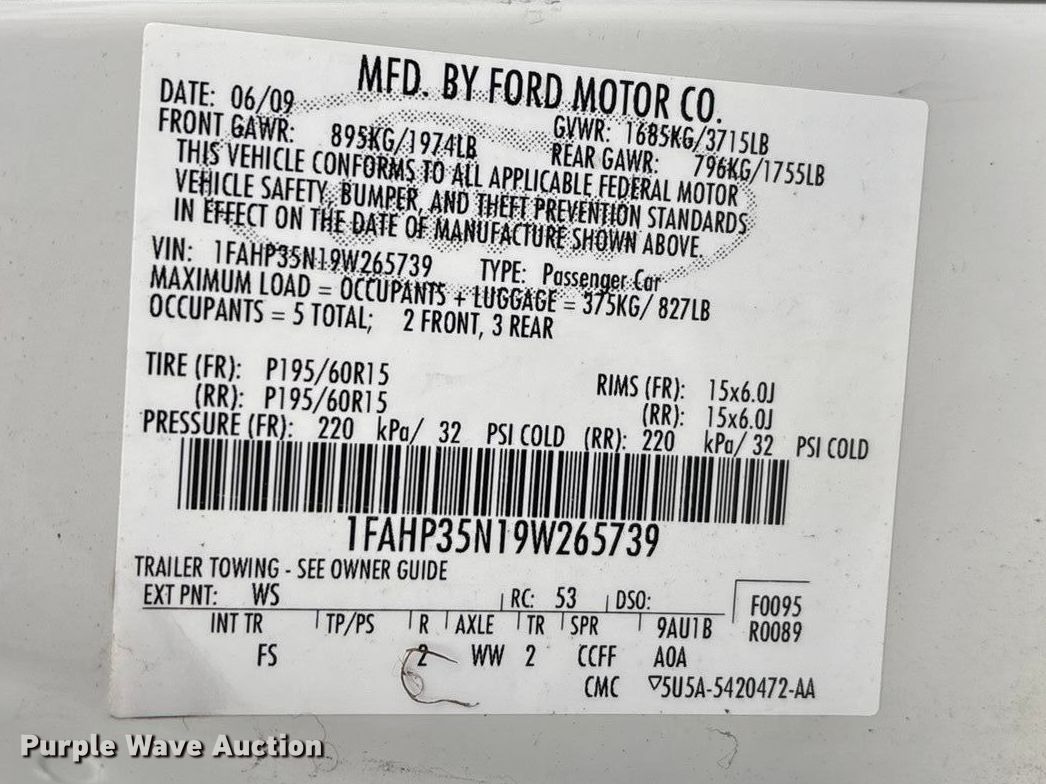 MFD. BY FORD MOTOR CO.
DATE: 06/09 GVWR: 1685KG/3715LB
FRONT GAWR: 895KG/1974LB REAR GAWR: 796KG/1755LB
THIS VEHICLE CONFORMS TO ALL APPLICABLE FEDERAL MOTOR
VEHICLE SAFETY, BUMPER, AND THEFT PREVENTION STANDARDS
IN EFFECT ON THE DATE OF MANUFACTURE SHOWN ABOVE.
VIN: 1FAHP35N19W265739 TYPE: Passenger Car
MAXIMUM LOAD = OCCUPANTS + LUGGAGE = 375KG/ 827LB
OCCUPANTS = 5 TOTAL; 2 FRONT, 3 REAR
TIRE (FR): P195/60R15 RIMS (FR): 15x6.0J
(RR): P195/60R15 (RR): 15x6.0J
PRESSURE (FR): 220 kPa/ 32 PSI COLD (RR): 220 kPa/ 32 PSI COLD
1FAHP35N19W265739
TRAILER TOWING - SEE OWNER GUIDE
EXT PNT: WS RC: 53 DSO: F0095
INT TR TP/PS R AXLE TR SPR 9AU1B R0089
FS 2 WW 2 CCFF A0A
CMC ▽5U5A-5420472-AA
Purple Wave Auction